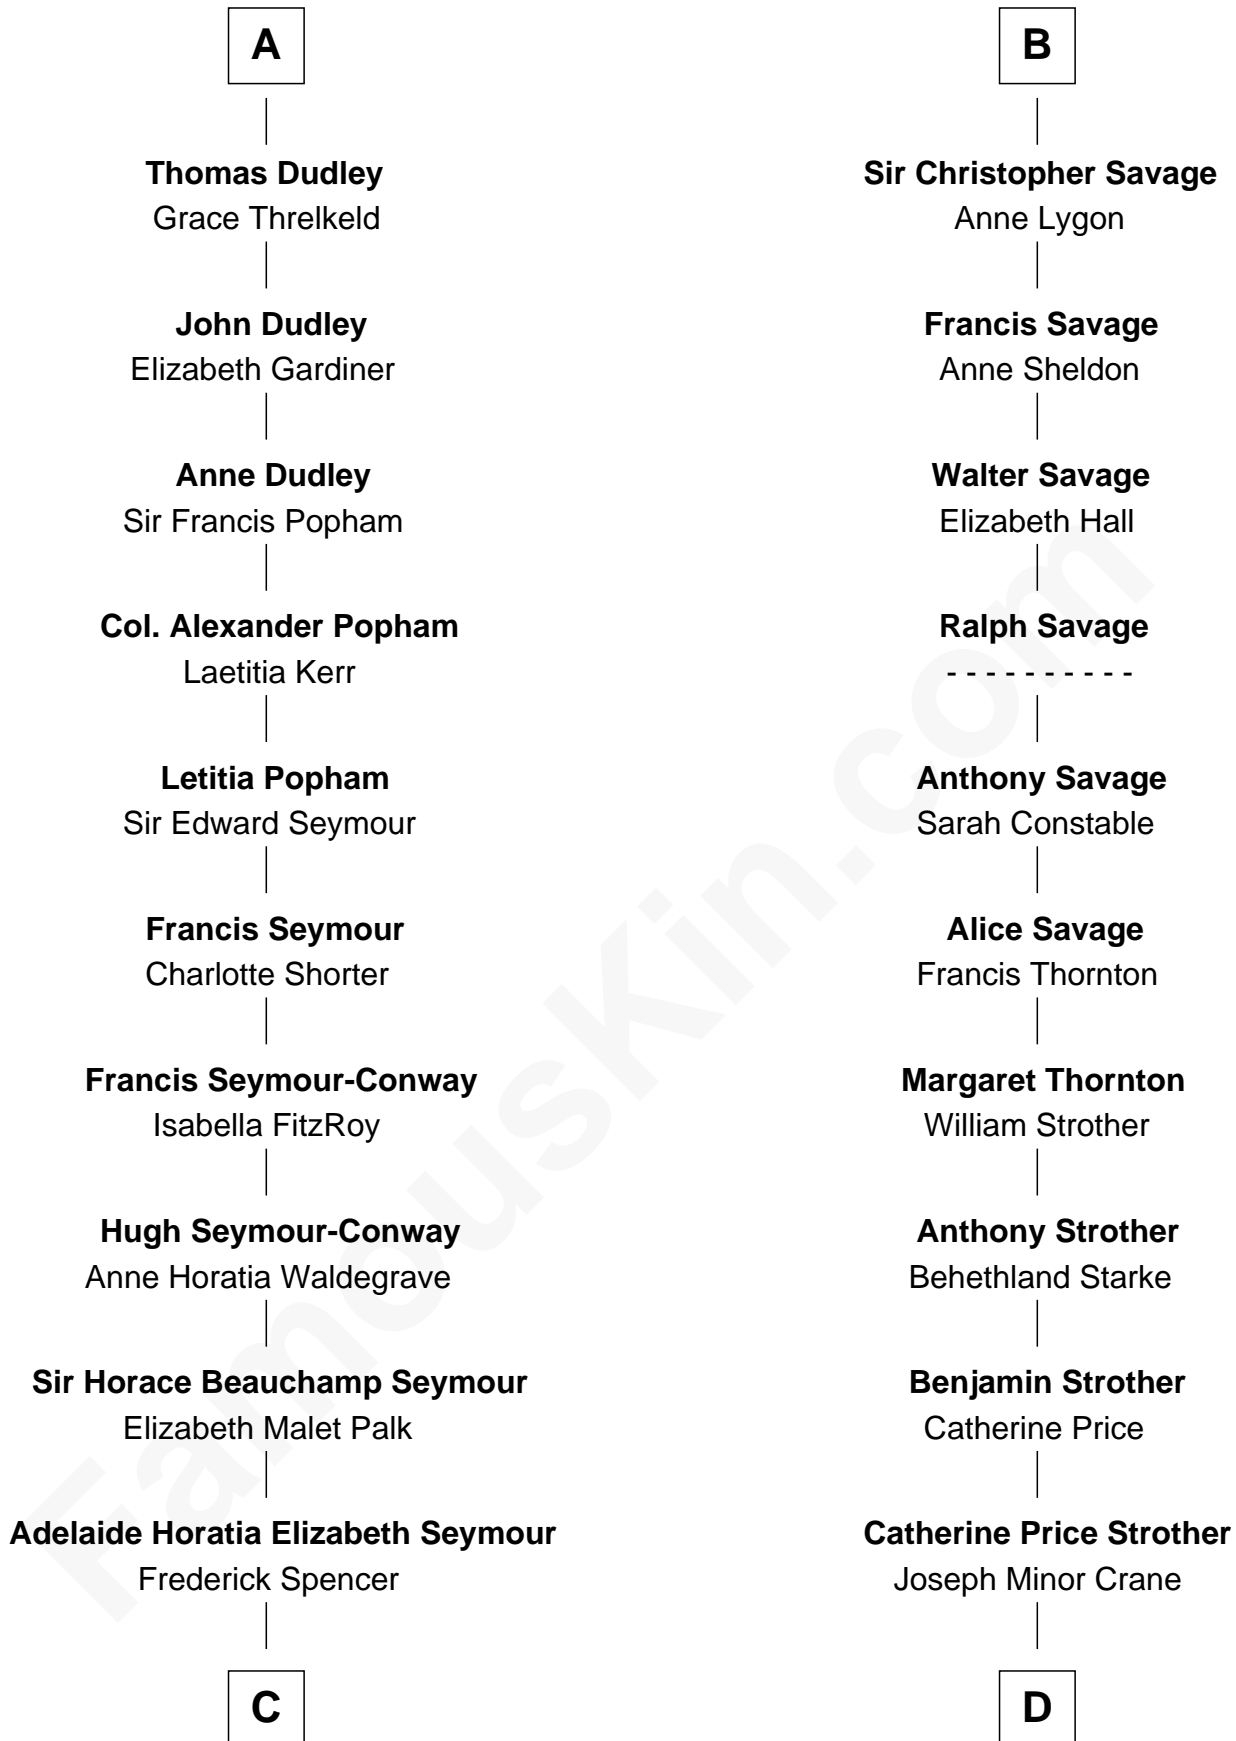 A
Thomas Dudley
Grace Threlkeld
John Dudley
Elizabeth Gardiner
Anne Dudley
Sir Francis Popham
Col. Alexander Popham
Laetitia Kerr
Letitia Popham
Sir Edward Seymour
Francis Seymour
Charlotte Shorter
Francis Seymour-Conway
Isabella FitzRoy
Hugh Seymour-Conway
Anne Horatia Waldegrave
Sir Horace Beauchamp Seymour
Elizabeth Malet Palk
Adelaide Horatia Elizabeth Seymour
Frederick Spencer
C
B
Sir Christopher Savage
Anne Lygon
Francis Savage
Anne Sheldon
Walter Savage
Elizabeth Hall
Ralph Savage
- - - - - - - - - -
Anthony Savage
Sarah Constable
Alice Savage
Francis Thornton
Margaret Thornton
William Strother
Anthony Strother
Behethland Starke
Benjamin Strother
Catherine Price
Catherine Price Strother
Joseph Minor Crane
D
FamousKin.com